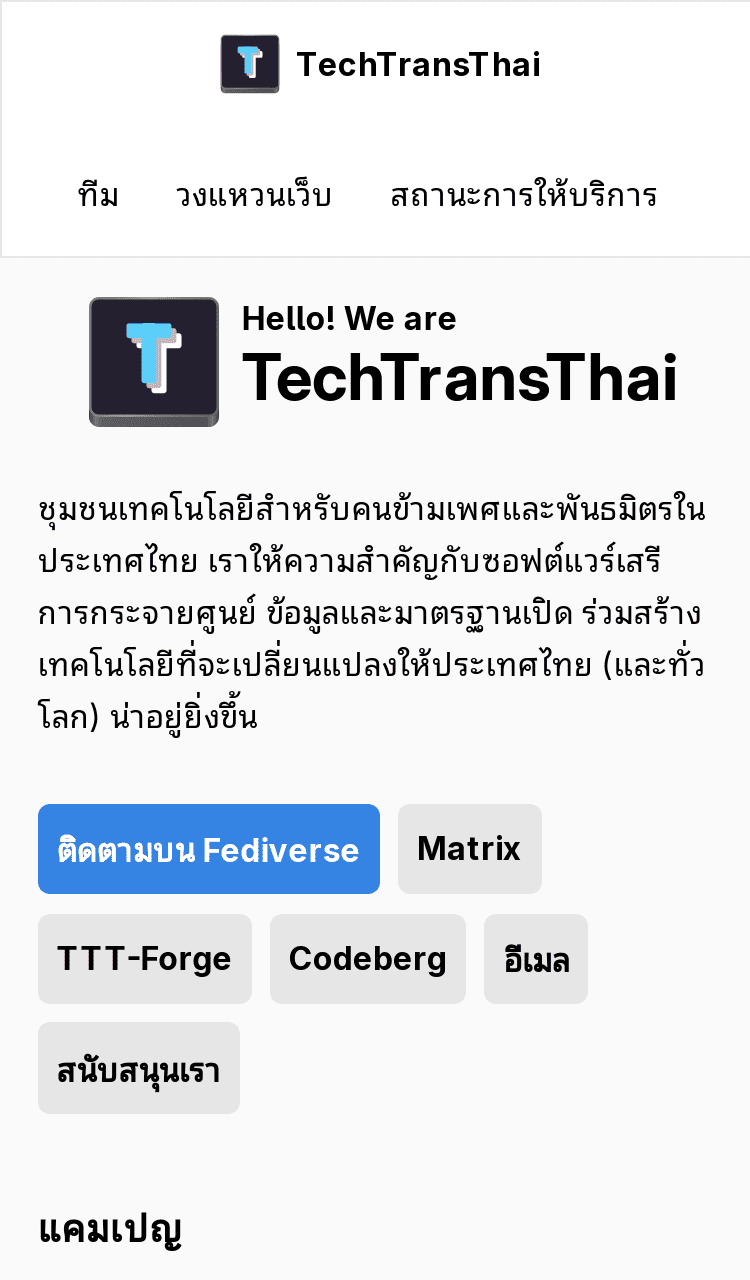 TechTransThai
ทีม วงแหวนเว็บ สถานะการให้บริการ
Hello! We are
TechTransThai
ชุมชนเทคโนโลยีสำหรับคนข้ามเพศและพันธมิตรใน
ประเทศไทย เราให้ความสำคัญกับซอฟต์แวร์เสรี
การกระจายศูนย์ ข้อมูลและมาตรฐานเปิด ร่วมสร้าง
เทคโนโลยีที่จะเปลี่ยนแปลงให้ประเทศไทย (และทั่ว
โลก) น่าอยู่ยิ่งขึ้น
ติดตามบน Fediverse Matrix
TTT-Forge Codeberg อีเมล
สนับสนุนเรา
แคมเปญ